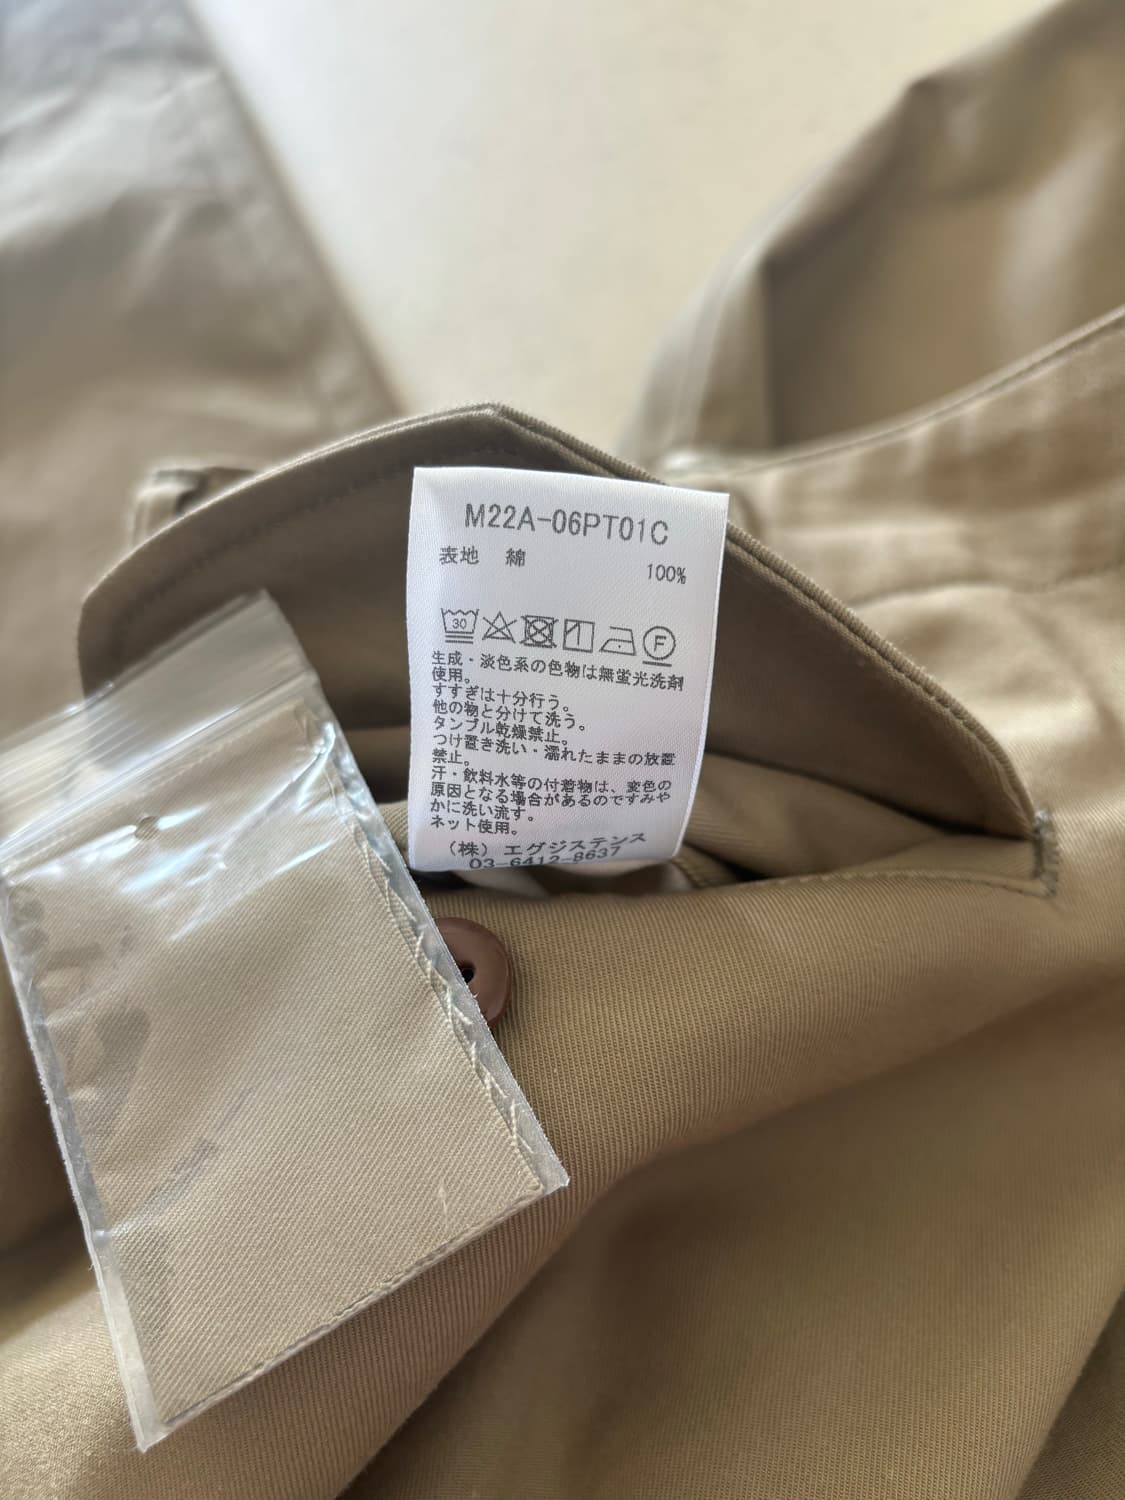 M22A-06PT01C
表地 綿 100%
30 F
生成・淡色系の色物は無蛍光洗剤
使用。
すすぎは十分行う。
他の物と分けて洗う。
タンブル乾燥禁止。
つけ置き洗い・濡れたままの放置
禁止。
汗・飲料水等の付着物は、変色の
原因となる場合があるのですみや
かに洗い流す。
ネット使用。
(株) エグジステンス
03-6412-8637